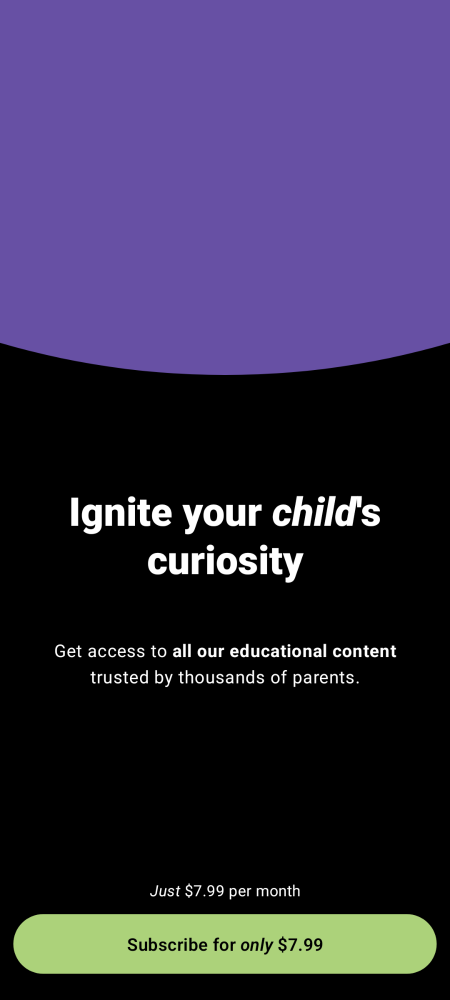 Ignite your child's
curiosity
Get access to all our educational content
trusted by thousands of parents.
Just $7.99 per month
Subscribe for only $7.99